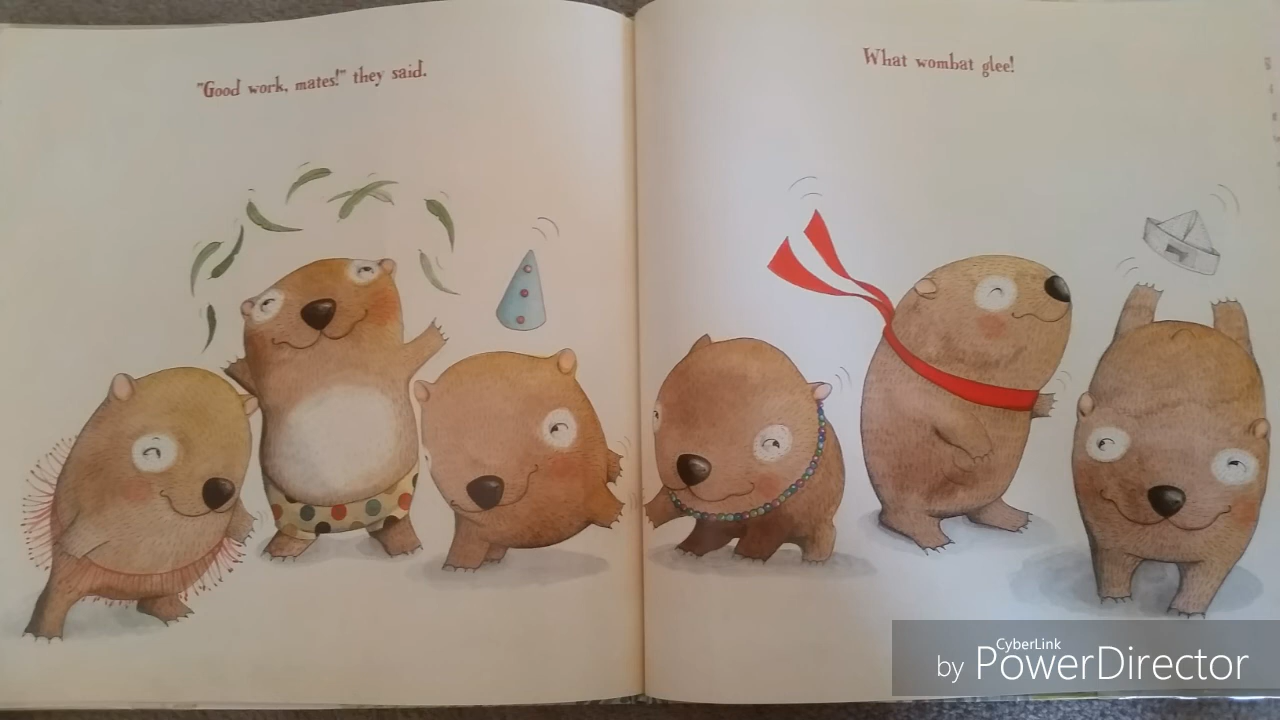 "Good work, mates!" they said.
What wombat glee!
CyberLink
by PowerDirector